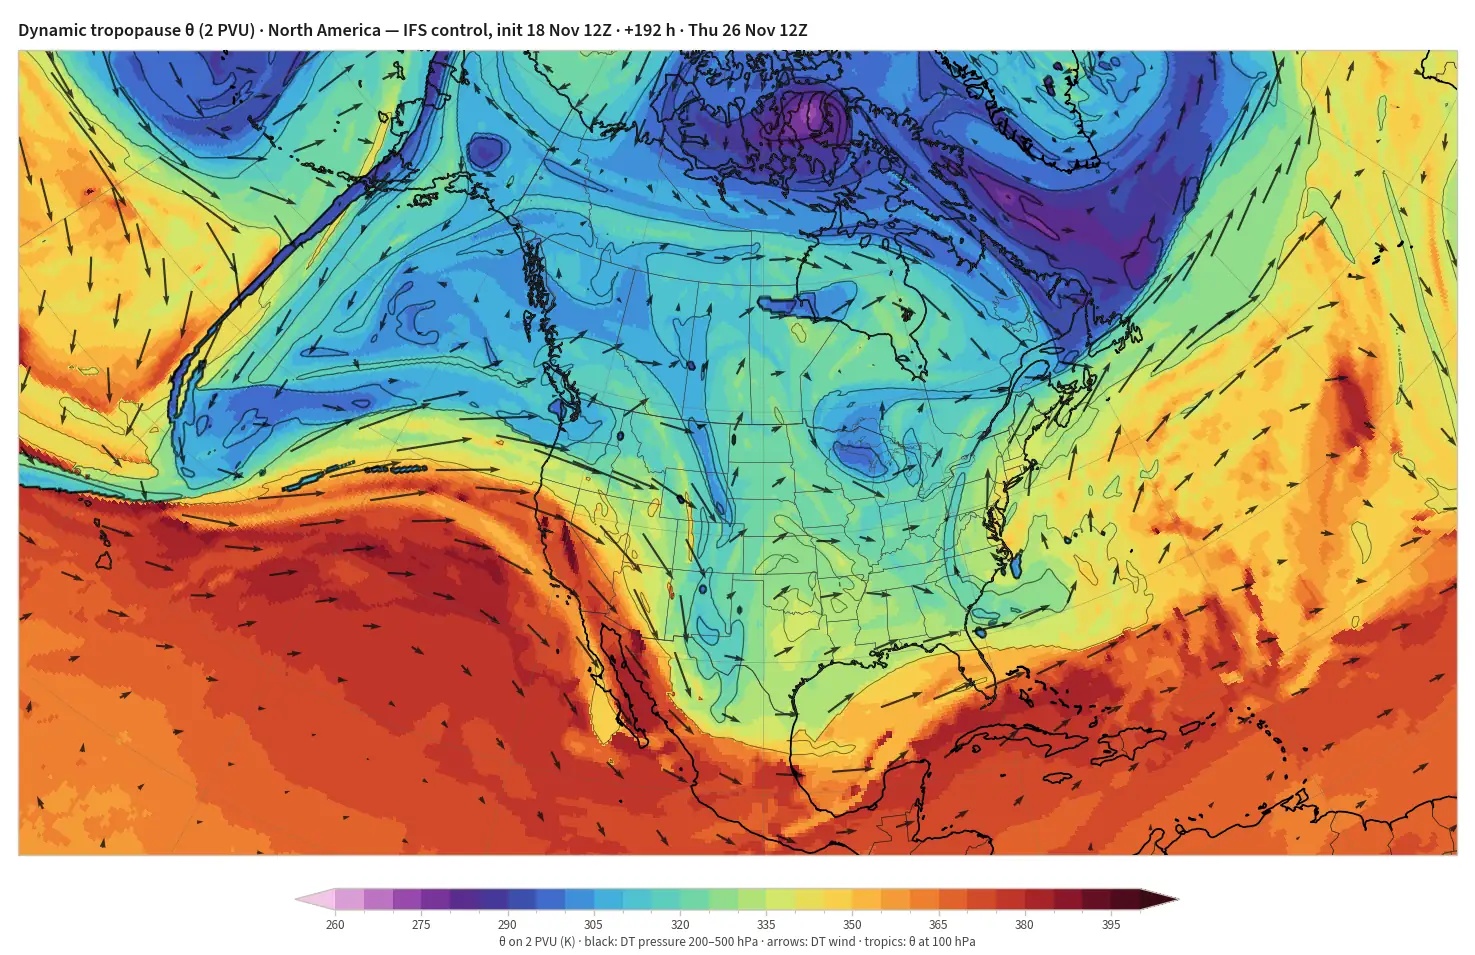 Dynamic tropopause θ (2 PVU) · North America — IFS control, init 18 Nov 12Z · +192 h · Thu 26 Nov 12Z
260 275 290 305 320 335 350 365 380 395
θ on 2 PVU (K) · black: DT pressure 200–500 hPa · arrows: DT wind · tropics: θ at 100 hPa